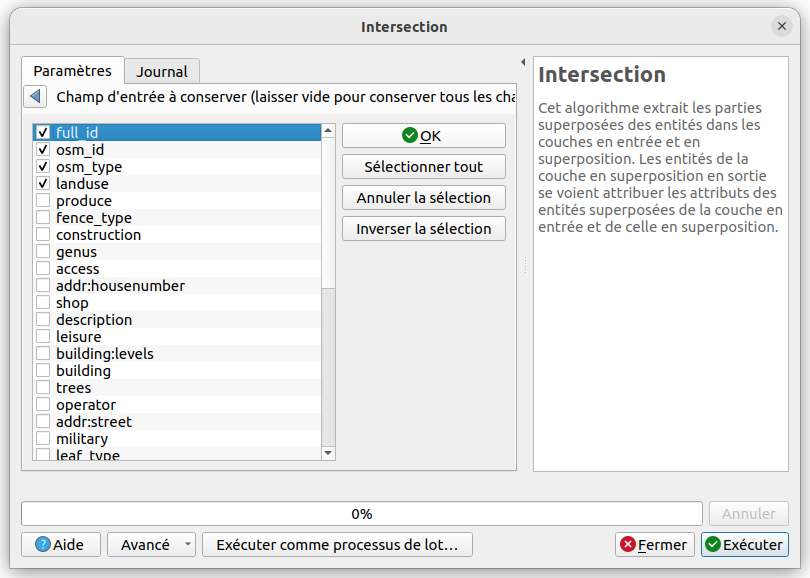 Intersection
Paramètres
Journal
Champ d'entrée à conserver (laisser vide pour conserver tous les cha
full_id
osm_id
osm_type
landuse
produce
fence_type
construction
genus
access
addr:housenumber
shop
description
leisure
building:levels
building
trees
operator
addr:street
military
leaf_type
OK
Sélectionner tout
Annuler la sélection
Inverser la sélection
Intersection
Cet algorithme extrait les parties
superposées des entités dans les
couches en entrée et en
superposition. Les entités de la
couche en superposition en sortie
se voient attribuer les attributs des
entités superposées de la couche en
entrée et de celle en superposition.
0%
Annuler
Aide
Avancé
Exécuter comme processus de lot…
Fermer
Exécuter